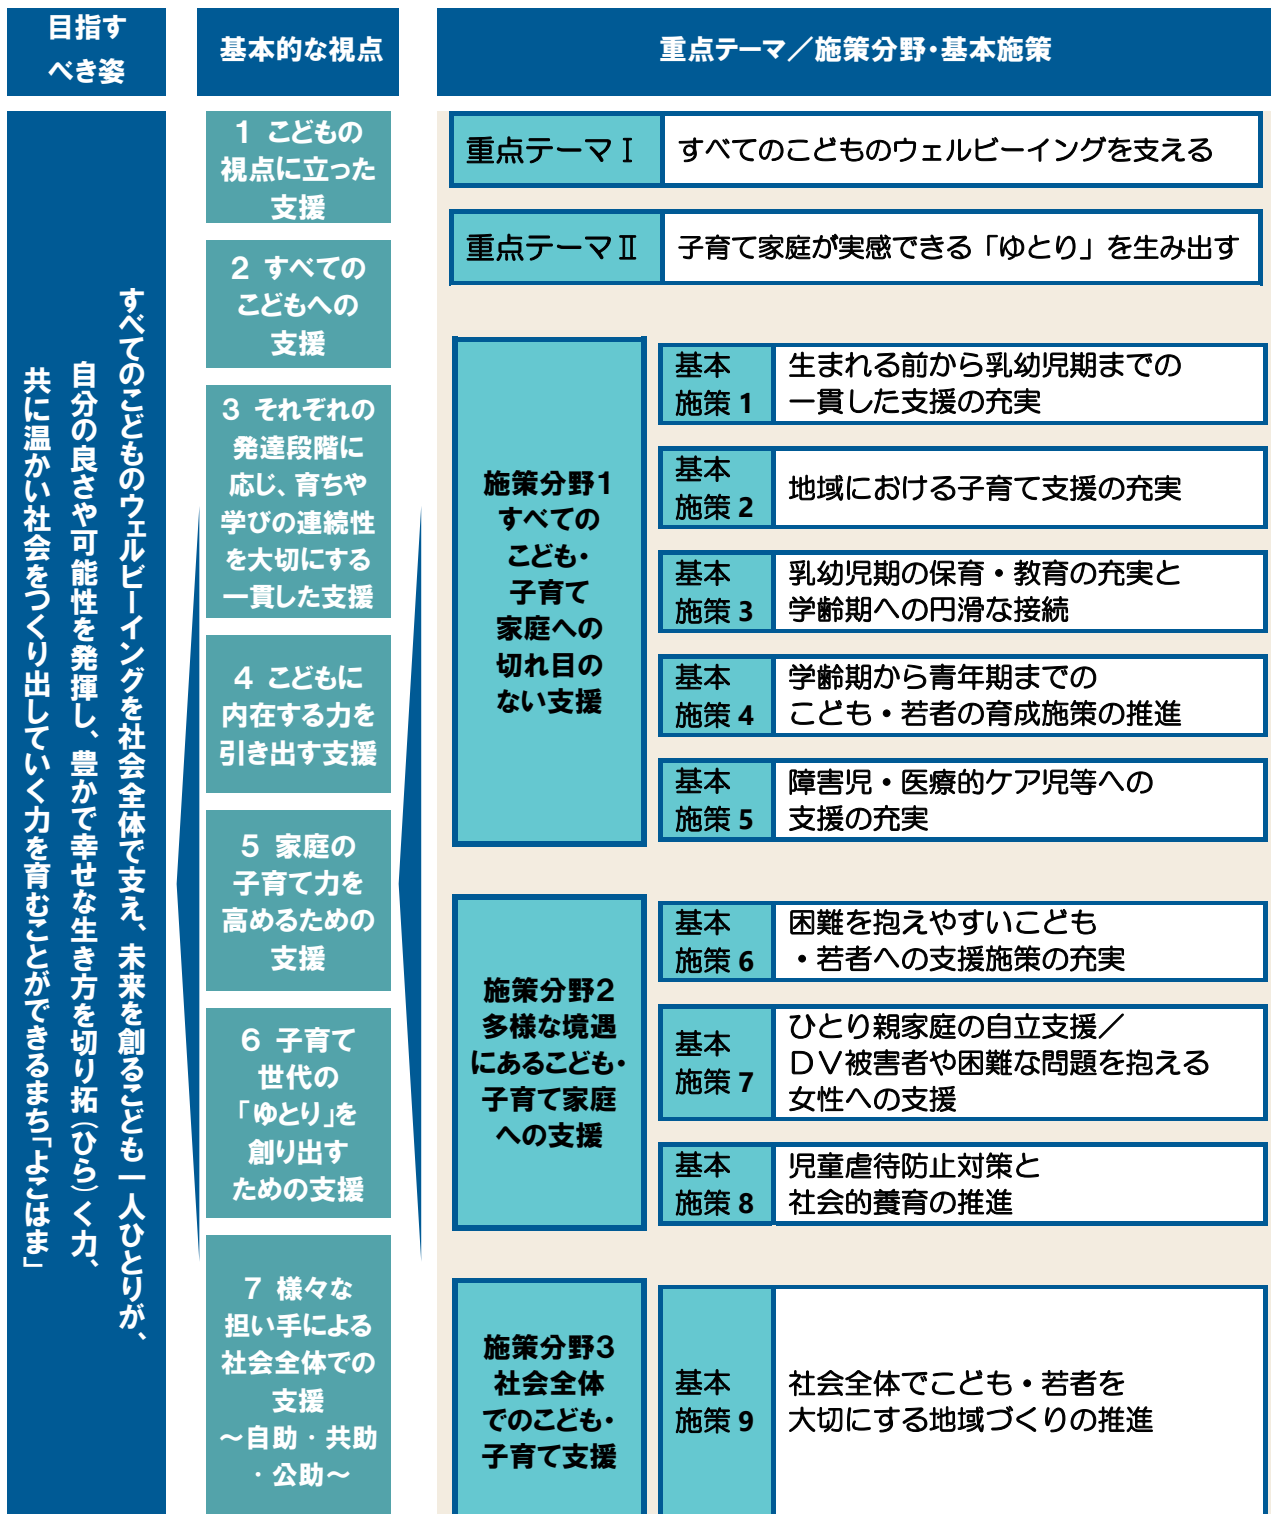 目指す
べき姿
基本的な視点
重点テーマ／施策分野・基本施策
すべてのこどものウェルビーイングを社会全体で支え、未来を創るこども一人ひとりが、
自分の良さや可能性を発揮し、豊かで幸せな生き方を切り拓（ひら）く力、
共に温かい社会をつくり出していく力を育むことができるまち「よこはま」
1 こどもの
視点に立った
支援
2 すべての
こどもへの
支援
3 それぞれの
発達段階に
応じ、育ちや
学びの連続性
を大切にする
一貫した支援
4 こどもに
内在する力を
引き出す支援
5 家庭の
子育て力を
高めるための
支援
6 子育て
世代の
「ゆとり」を
創り出す
ための支援
7 様々な
担い手による
社会全体での
支援
～自助・共助
・公助～
重点テーマⅠ
すべてのこどものウェルビーイングを支える
重点テーマⅡ
子育て家庭が実感できる「ゆとり」を生み出す
施策分野1
すべての
こども・
子育て
家庭への
切れ目の
ない支援
基本
施策 1
生まれる前から乳幼児期までの
一貫した支援の充実
基本
施策 2
地域における子育て支援の充実
基本
施策 3
乳幼児期の保育・教育の充実と
学齢期への円滑な接続
基本
施策 4
学齢期から青年期までの
こども・若者の育成施策の推進
基本
施策 5
障害児・医療的ケア児等への
支援の充実
施策分野2
多様な境遇
にあるこども・
子育て家庭
への支援
基本
施策 6
困難を抱えやすいこども
・若者への支援施策の充実
基本
施策 7
ひとり親家庭の自立支援／
ＤＶ被害者や困難な問題を抱える
女性への支援
基本
施策 8
児童虐待防止対策と
社会的養育の推進
施策分野3
社会全体
でのこども・
子育て支援
基本
施策 9
社会全体でこども・若者を
大切にする地域づくりの推進